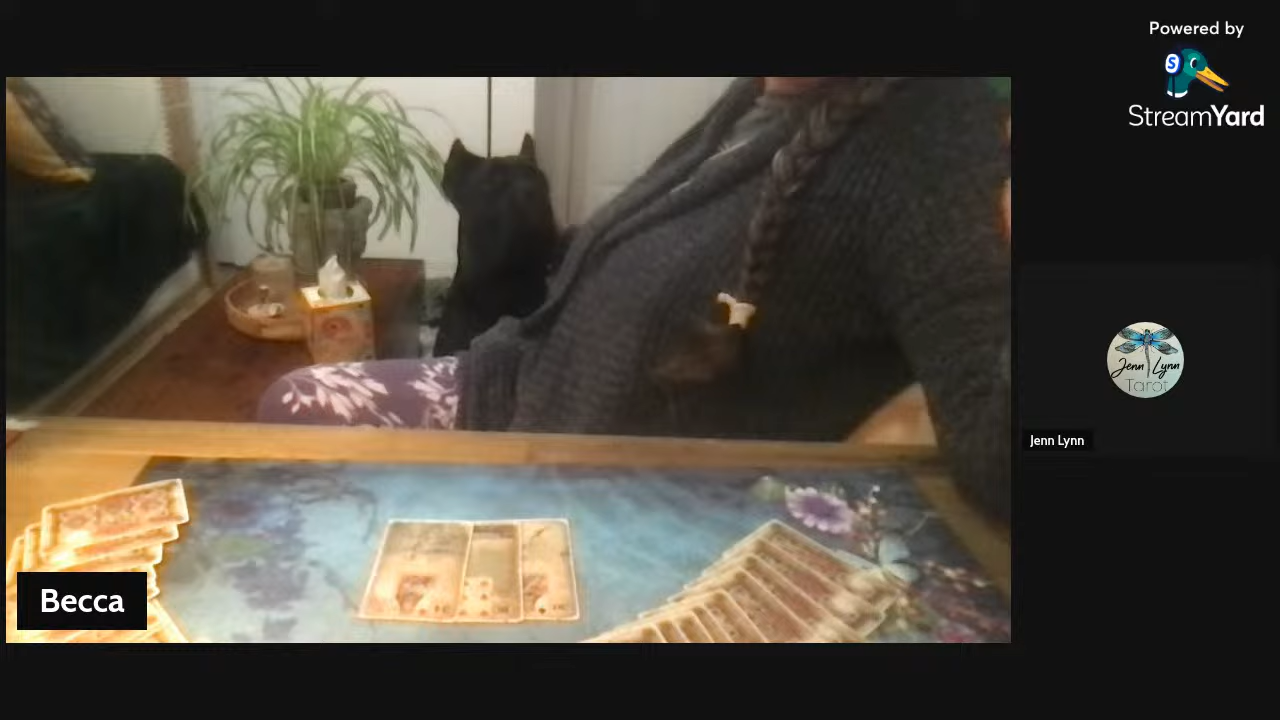 Powered by
S
StreamYard
Jenn Lynn
Tarot
Jenn Lynn
Becca